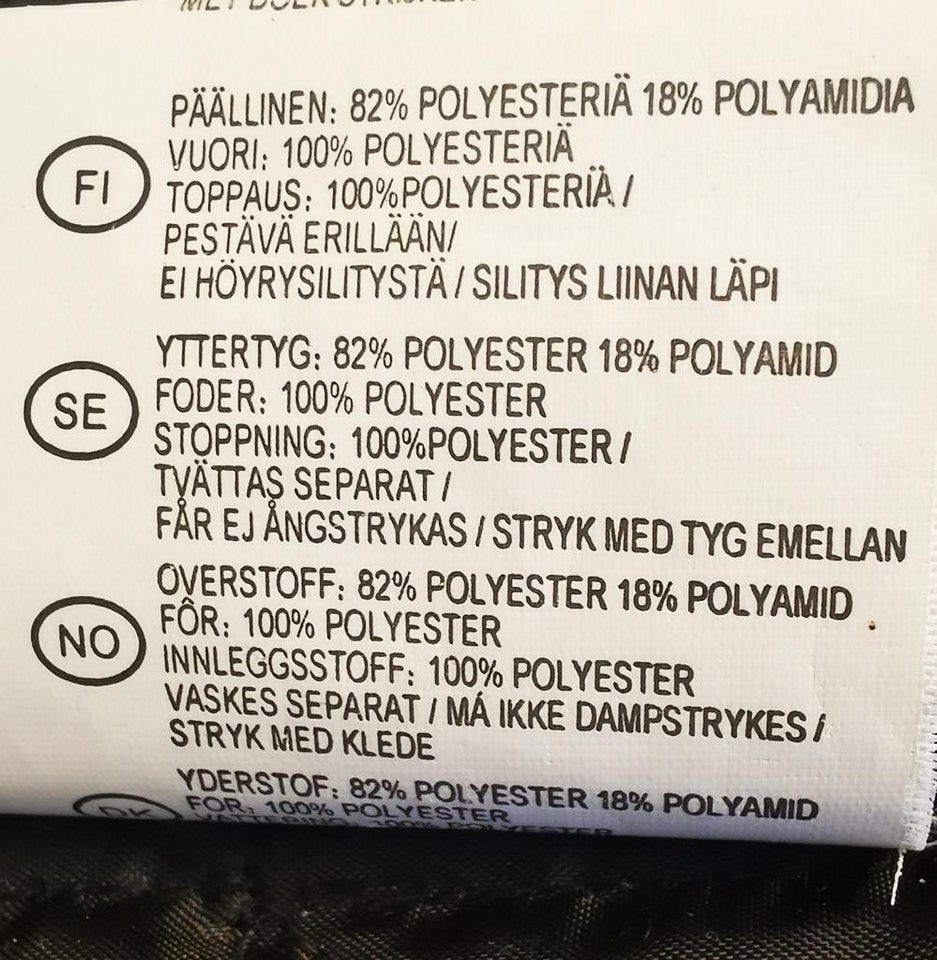 FI
PÄÄLLINEN: 82% POLYESTERIÄ 18% POLYAMIDIA
VUORI: 100% POLYESTERIÄ
TOPPAUS: 100%POLYESTERIÄ /
PESTÄVÄ ERILLÄÄN/
EI HÖYRYSILITYSTÄ / SILITYS LIINAN LÄPI
SE
YTTERTYG: 82% POLYESTER 18% POLYAMID
FODER: 100% POLYESTER
STOPPNING: 100%POLYESTER /
TVÄTTAS SEPARAT /
FÅR EJ ÅNGSTRYKAS / STRYK MED TYG EMELLAN
NO
OVERSTOFF: 82% POLYESTER 18% POLYAMID
FÔR: 100% POLYESTER
INNLEGGSSTOFF: 100% POLYESTER
VASKES SEPARAT / MÁ IKKE DAMPSTRYKES /
STRYK MED KLEDE
DK
YDERSTOF: 82% POLYESTER 18% POLYAMID
FOR: 100% POLYESTER